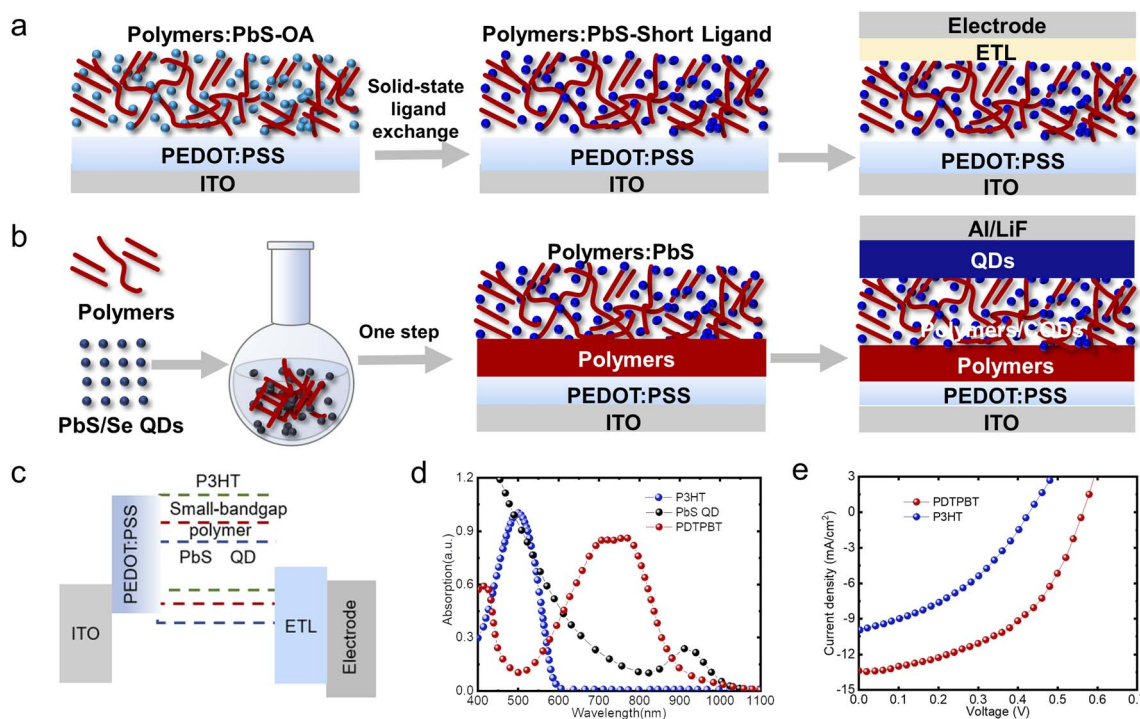 a
Polymers:PbS-OA
PEDOT:PSS
ITO
Solid-state
ligand
exchange
Polymers:PbS-Short Ligand
PEDOT:PSS
ITO
Electrode
ETL
PEDOT:PSS
ITO
b
Polymers
PbS/Se QDs
One step
Polymers:PbS
Polymers
PEDOT:PSS
ITO
Al/LiF
QDs
Polymers/CQDs
Polymers
PEDOT:PSS
ITO
c
P3HT
Small-bandgap
polymer
PbS QD
PEDOT:PSS
ITO
ETL
Electrode
d
1.2
0.9
0.6
0.3
0.0
Absorption(a.u.)
P3HT
PbS QD
PDTPBT
400 500 600 700 800 900 1000 1100
Wavelength(nm)
e
3
0
-3
-6
-9
-12
-15
Current density (mA/cm²)
PDTPBT
P3HT
0.0 0.1 0.2 0.3 0.4 0.5 0.6
Voltage (V)